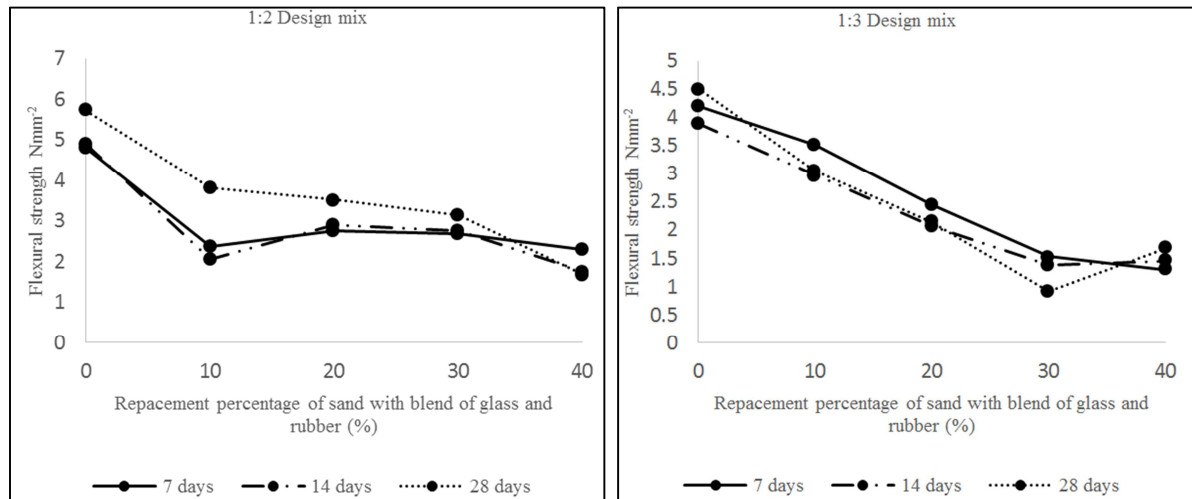 1:2 Design mix
7
6
5
4
3
2
1
0
Flexural strength Nmm-2
0 10 20 30 40
Repacement percentage of sand with blend of glass and
rubber (%)
7 days 14 days 28 days
1:3 Design mix
5
4.5
4
3.5
3
2.5
2
1.5
1
0.5
0
Flexural strength Nmm-2
0 10 20 30 40
Repacement percentage of sand with blend of glass and
rubber (%)
7 days 14 days 28 days